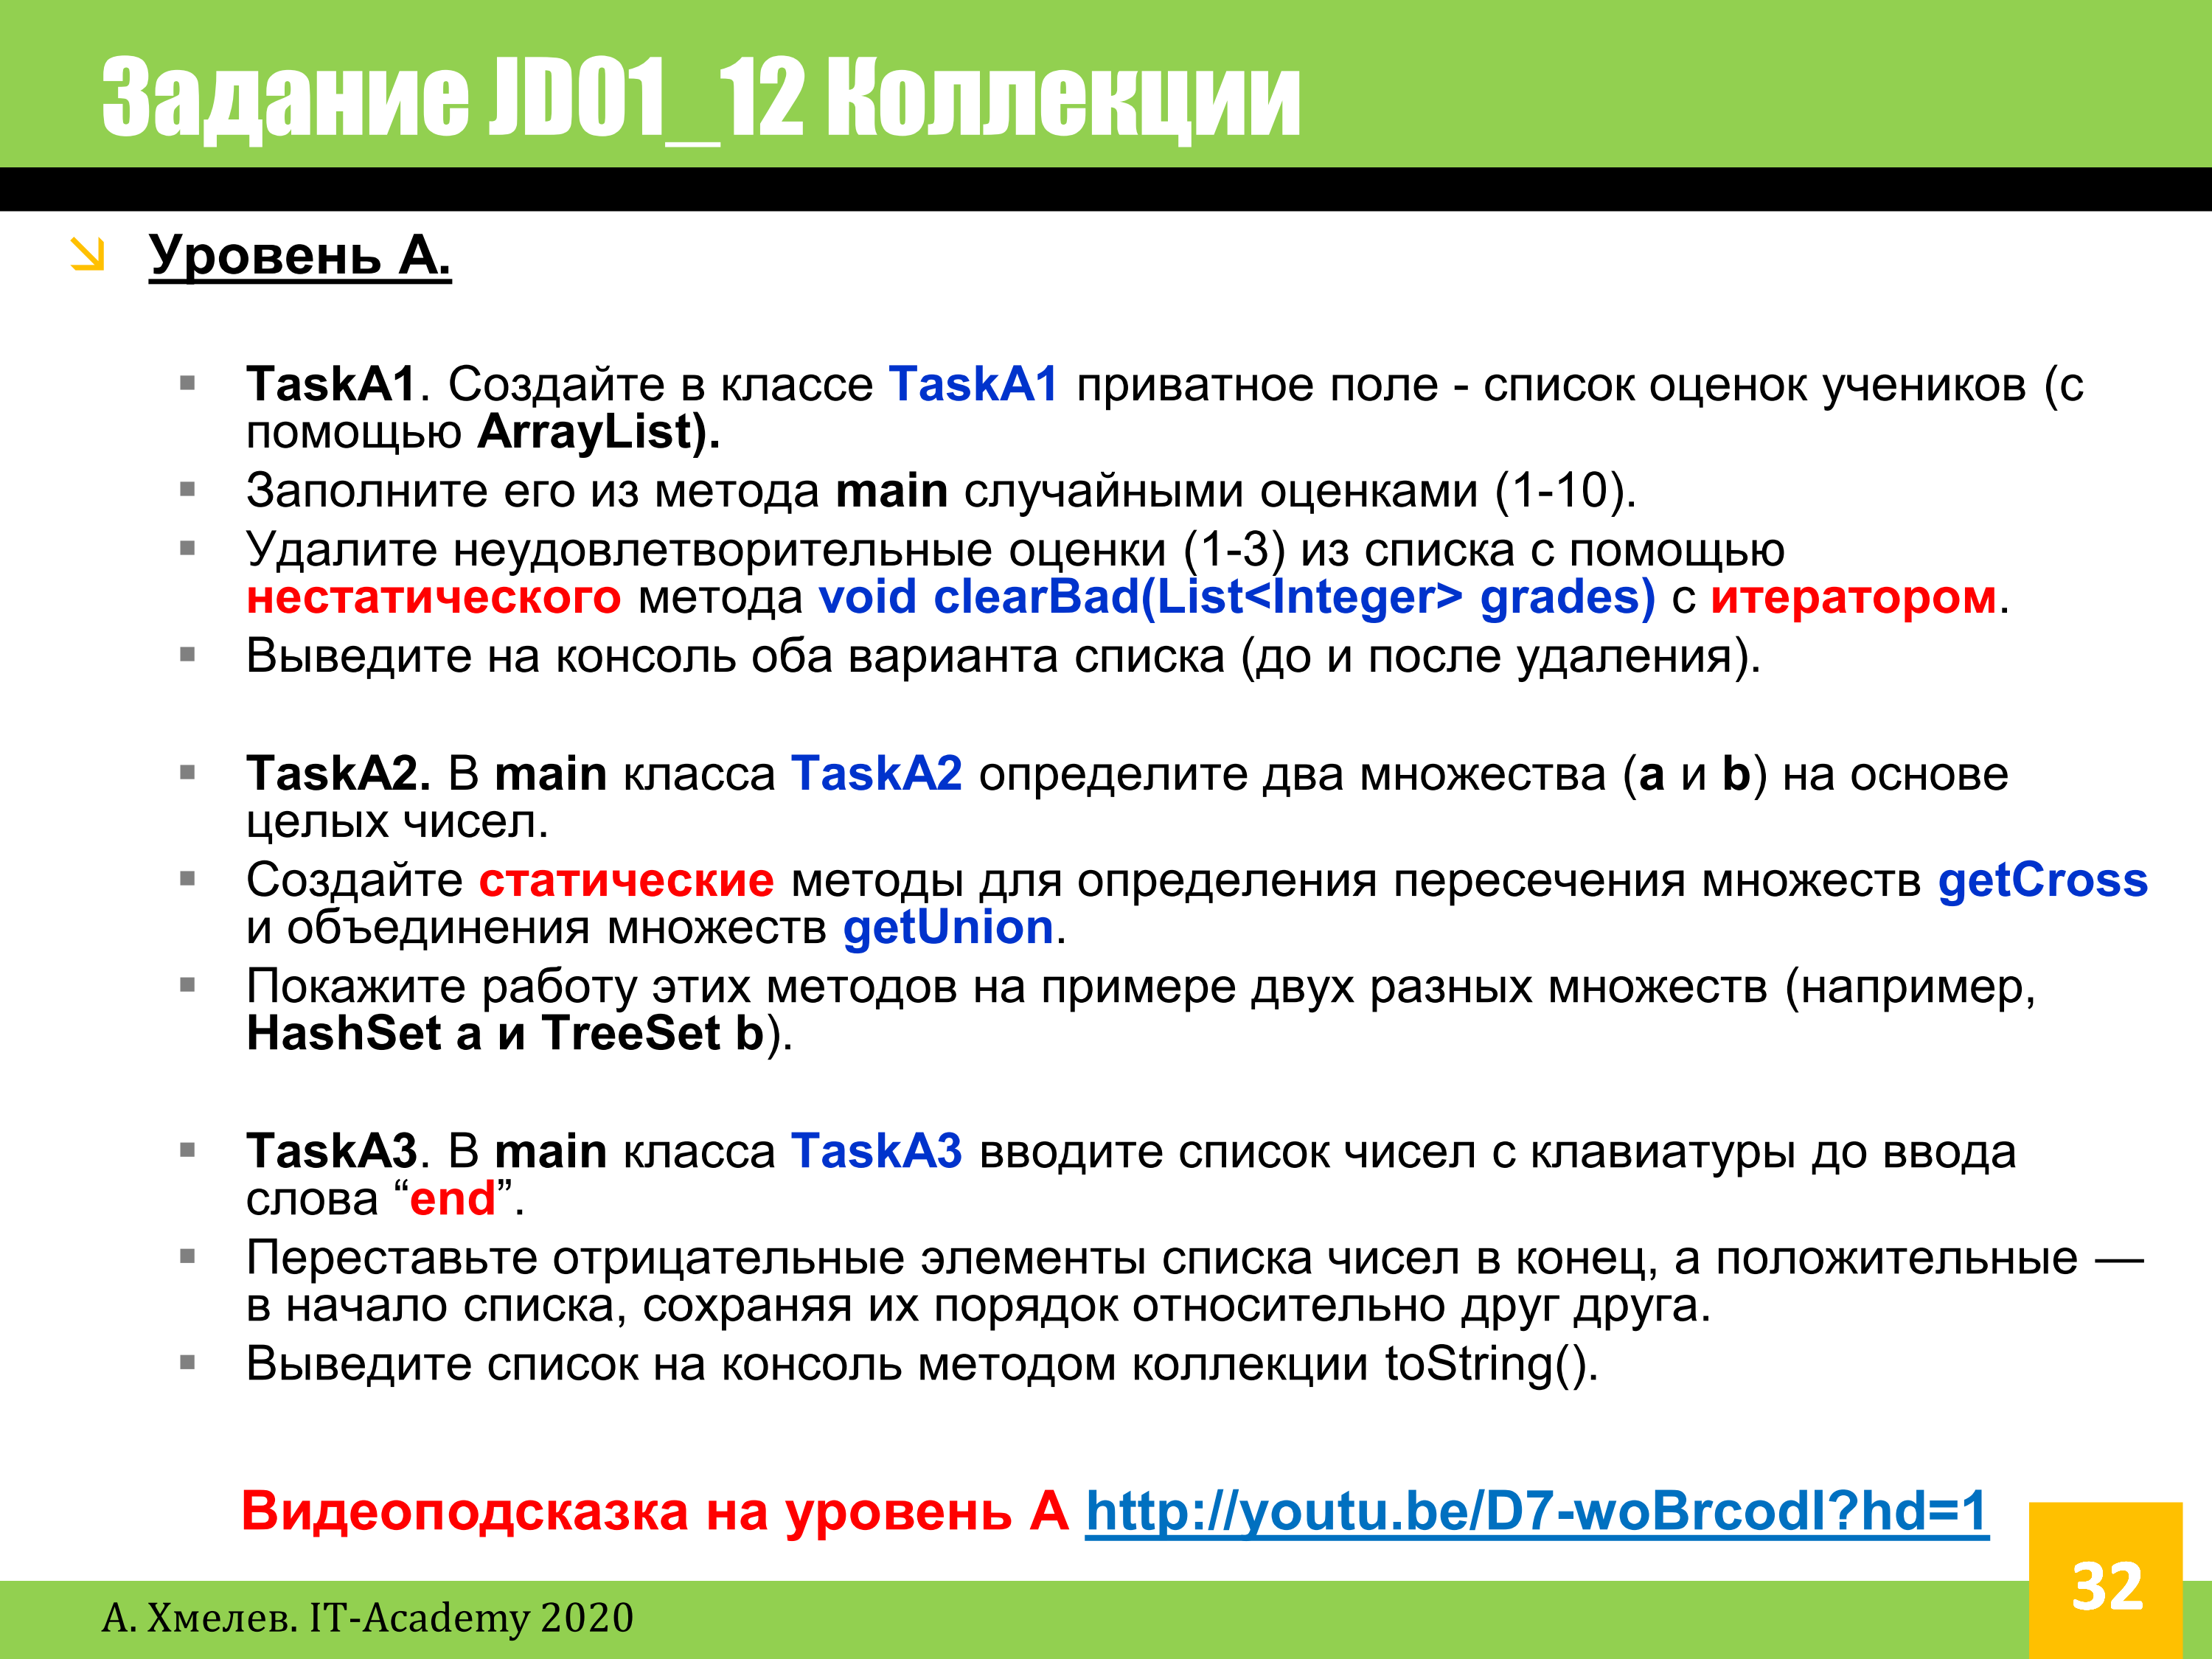 Задание JD01_12 Коллекции
Уровень А.
TaskA1. Создайте в классе TaskA1 приватное поле - список оценок учеников (с
помощью ArrayList).
Заполните его из метода main случайными оценками (1-10).
Удалите неудовлетворительные оценки (1-3) из списка с помощью
нестатического метода void clearBad(List<Integer> grades) с итератором.
Выведите на консоль оба варианта списка (до и после удаления).
TaskA2. В main класса TaskA2 определите два множества (a и b) на основе
целых чисел.
Создайте статические методы для определения пересечения множеств getCross
и объединения множеств getUnion.
Покажите работу этих методов на примере двух разных множеств (например,
HashSet a и TreeSet b).
TaskA3. В main класса TaskA3 вводите список чисел с клавиатуры до ввода
слова “end”.
Переставьте отрицательные элементы списка чисел в конец, а положительные —
в начало списка, сохраняя их порядок относительно друг друга.
Выведите список на консоль методом коллекции toString().
Видеоподсказка на уровень А http://youtu.be/D7-woBrcodI?hd=1
32
А. Хмелев. IT-Academy 2020